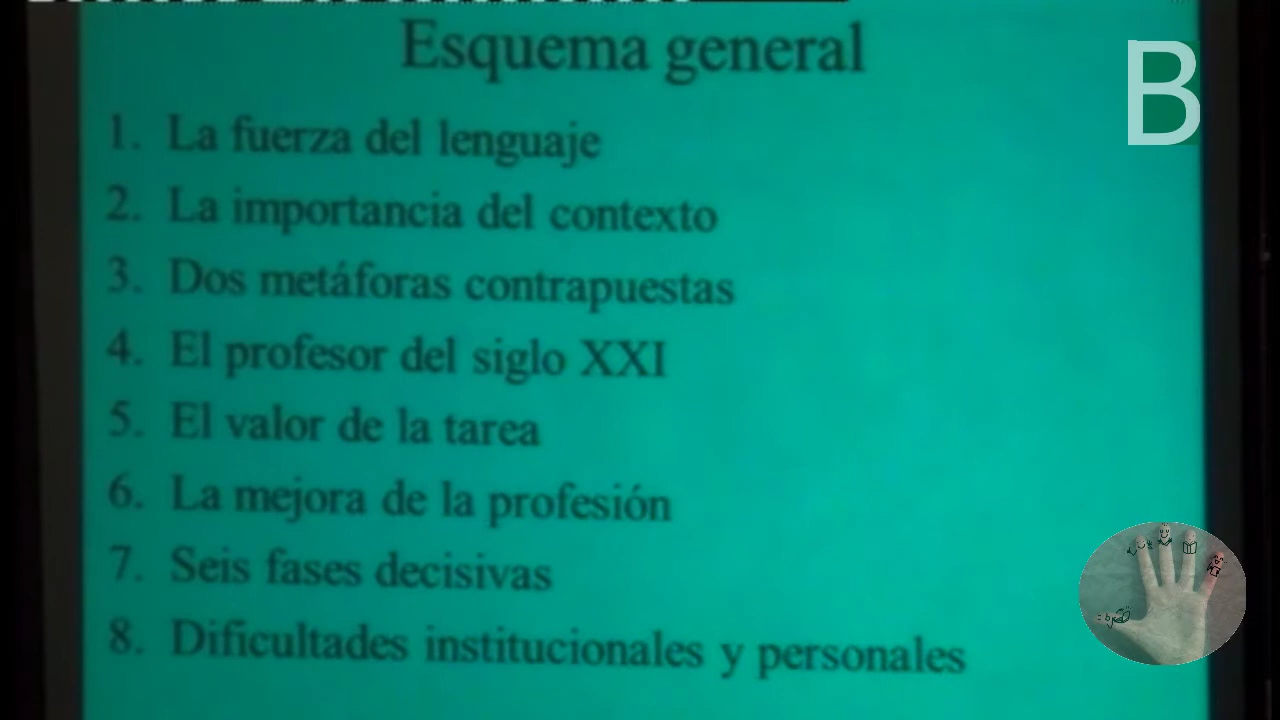 Esquema general
B
1. La fuerza del lenguaje
2. La importancia del contexto
3. Dos metáforas contrapuestas
4. El profesor del siglo XXI
5. El valor de la tarea
6. La mejora de la profesión
7. Seis fases decisivas
8. Dificultades institucionales y personales